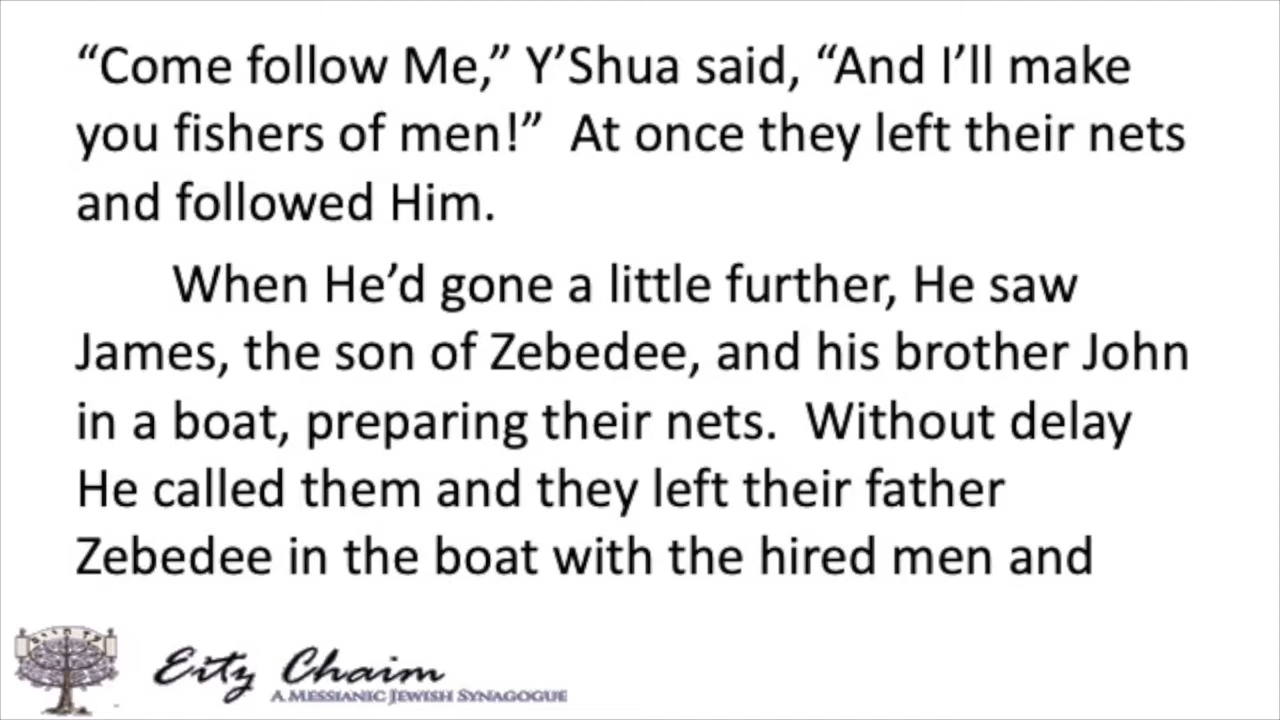 “Come follow Me,” Y’Shua said, “And I’ll make
you fishers of men!”  At once they left their nets
and followed Him.
When He’d gone a little further, He saw
James, the son of Zebedee, and his brother John
in a boat, preparing their nets.  Without delay
He called them and they left their father
Zebedee in the boat with the hired men and
Eitz Chaim
A Messianic Jewish Synagogue